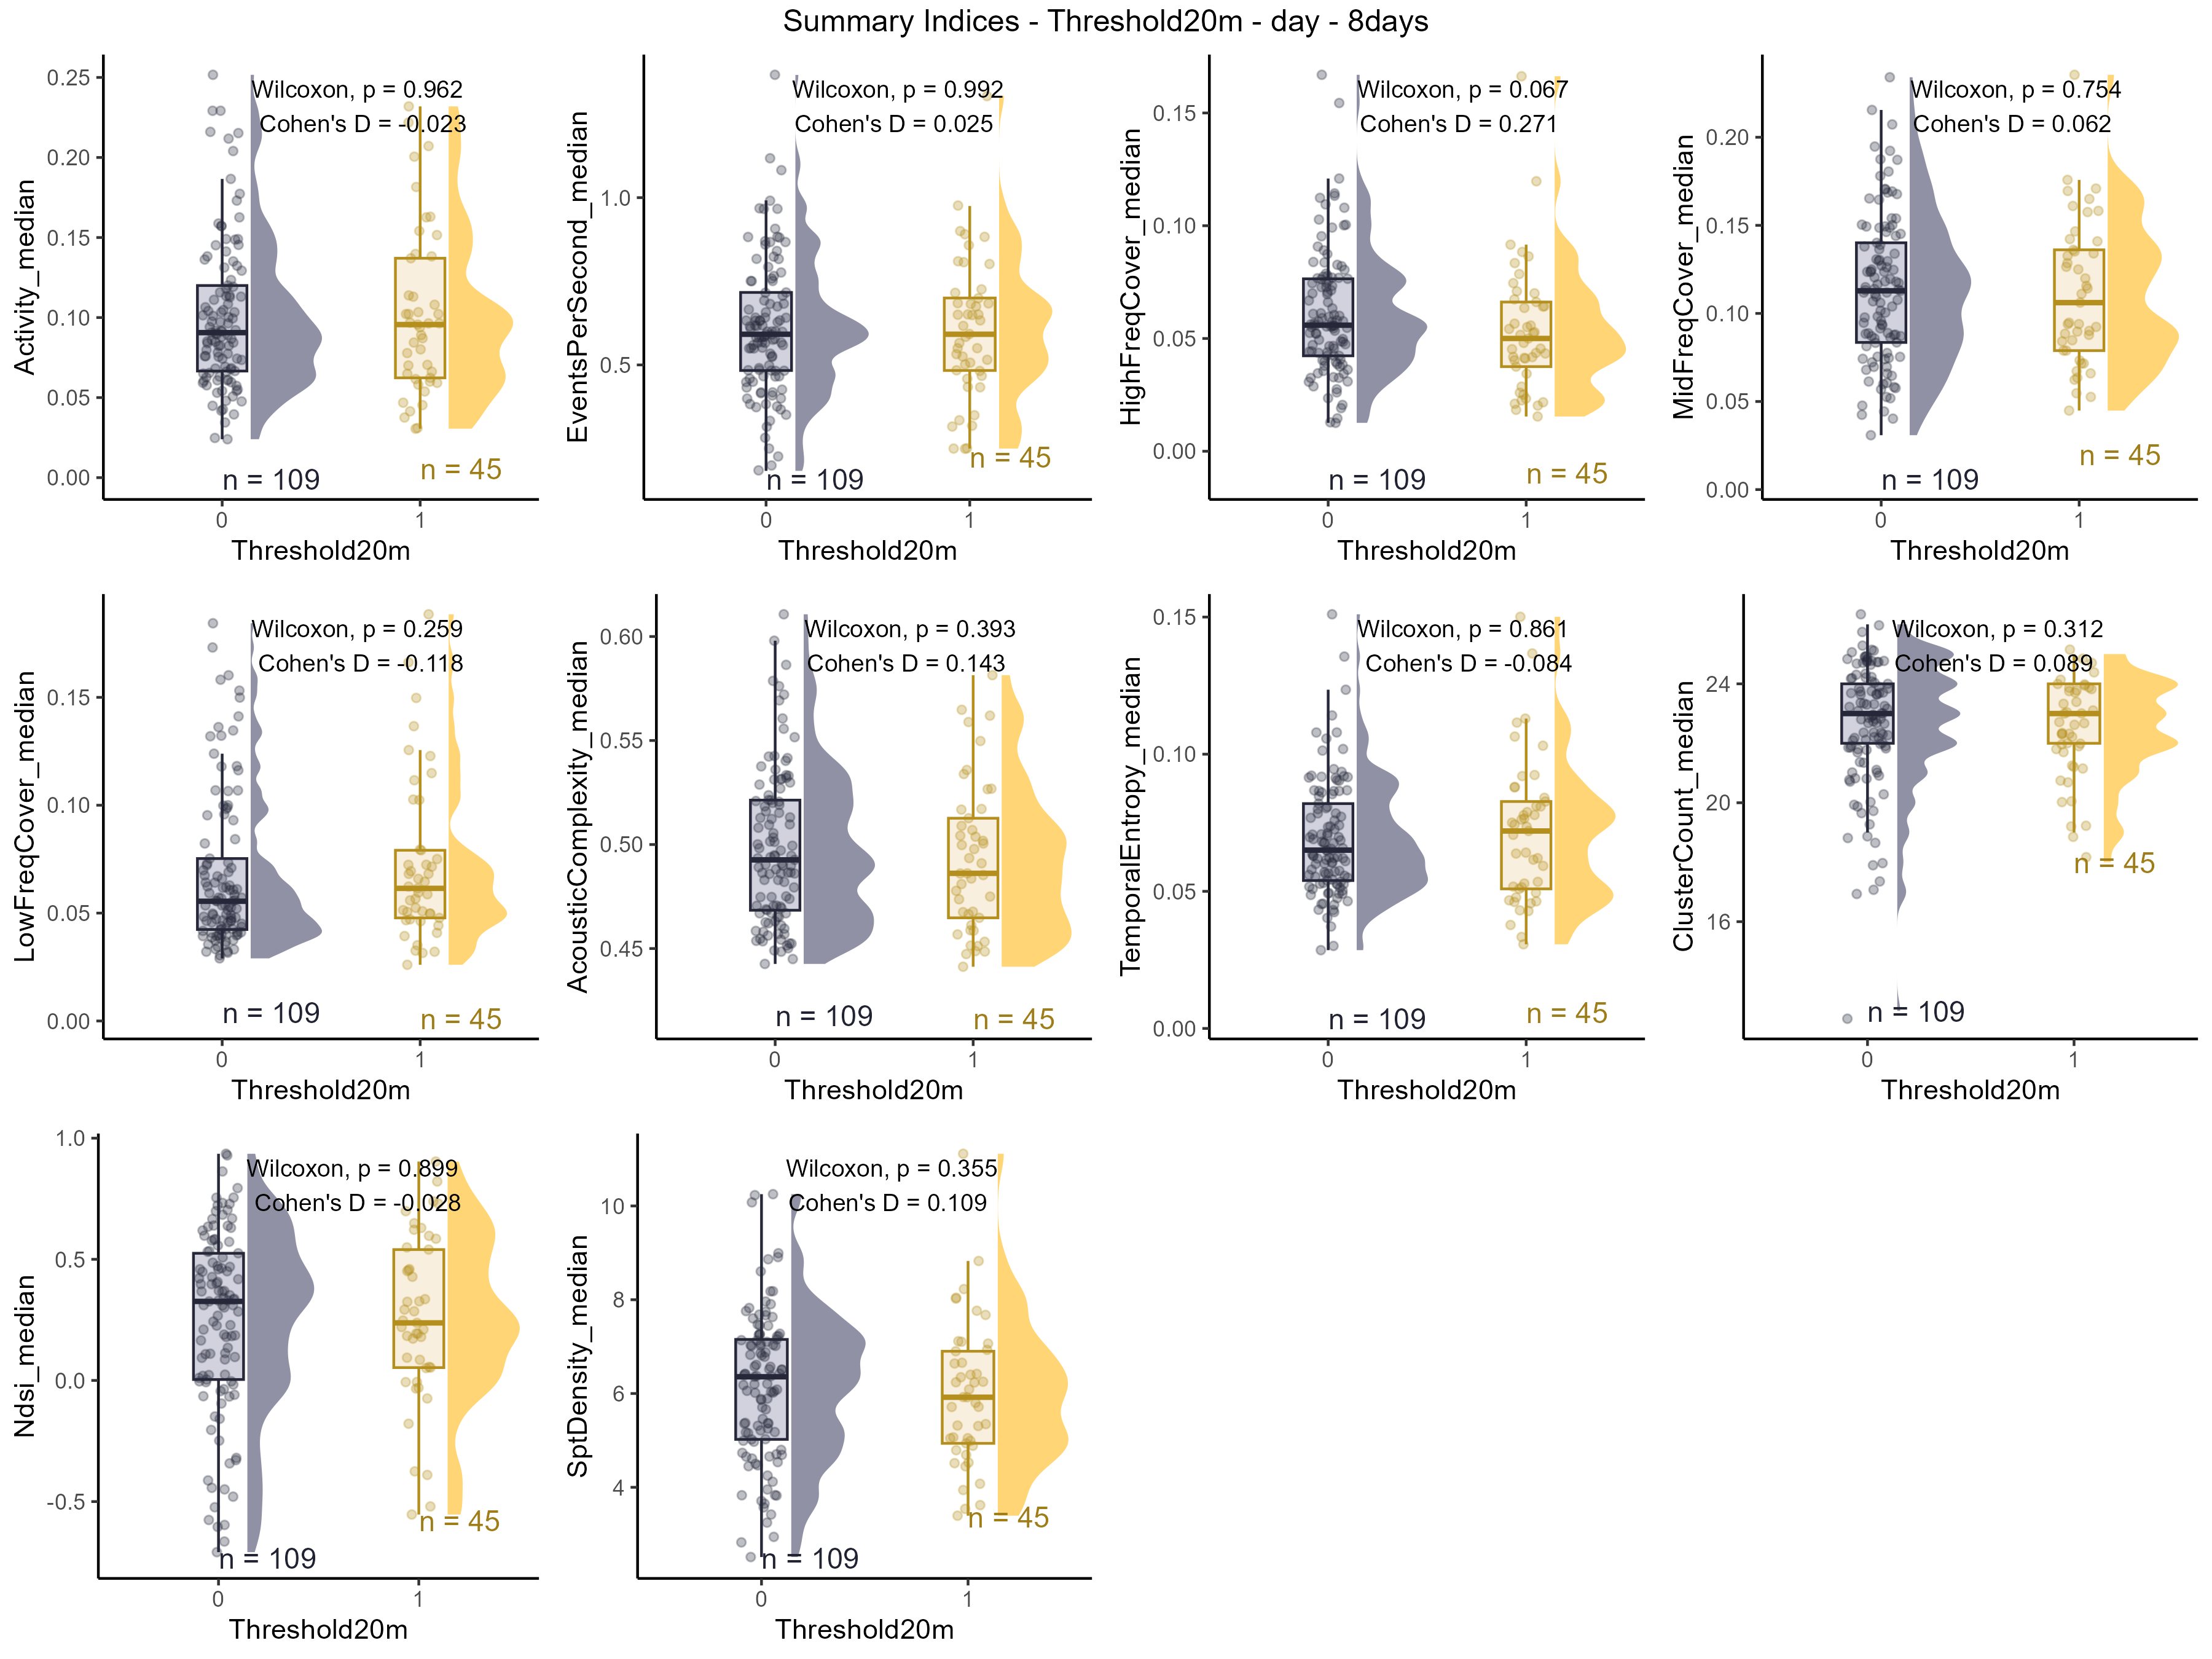 Summary Indices - Threshold20m - day - 8days
Activity_median
0.25
0.20
0.15
0.10
0.05
0.00
Wilcoxon, p = 0.962
Cohen's D = -0.023
n = 109
n = 45
0
1
Threshold20m
EventsPerSecond_median
1.0
0.5
Wilcoxon, p = 0.992
Cohen's D = 0.025
n = 109
n = 45
0
1
Threshold20m
HighFreqCover_median
0.15
0.10
0.05
0.00
Wilcoxon, p = 0.067
Cohen's D = 0.271
n = 109
n = 45
0
1
Threshold20m
MidFreqCover_median
0.20
0.15
0.10
0.05
0.00
Wilcoxon, p = 0.754
Cohen's D = 0.062
n = 109
n = 45
0
1
Threshold20m
LowFreqCover_median
0.15
0.10
0.05
0.00
Wilcoxon, p = 0.259
Cohen's D = -0.118
n = 109
n = 45
0
1
Threshold20m
AcousticComplexity_median
0.60
0.55
0.50
0.45
Wilcoxon, p = 0.393
Cohen's D = 0.143
n = 109
n = 45
0
1
Threshold20m
TemporalEntropy_median
0.15
0.10
0.05
0.00
Wilcoxon, p = 0.861
Cohen's D = -0.084
n = 109
n = 45
0
1
Threshold20m
ClusterCount_median
24
20
16
Wilcoxon, p = 0.312
Cohen's D = 0.089
n = 109
n = 45
0
1
Threshold20m
Ndsi_median
1.0
0.5
0.0
-0.5
Wilcoxon, p = 0.899
Cohen's D = -0.028
n = 109
n = 45
0
1
Threshold20m
SptDensity_median
10
8
6
4
Wilcoxon, p = 0.355
Cohen's D = 0.109
n = 109
n = 45
0
1
Threshold20m